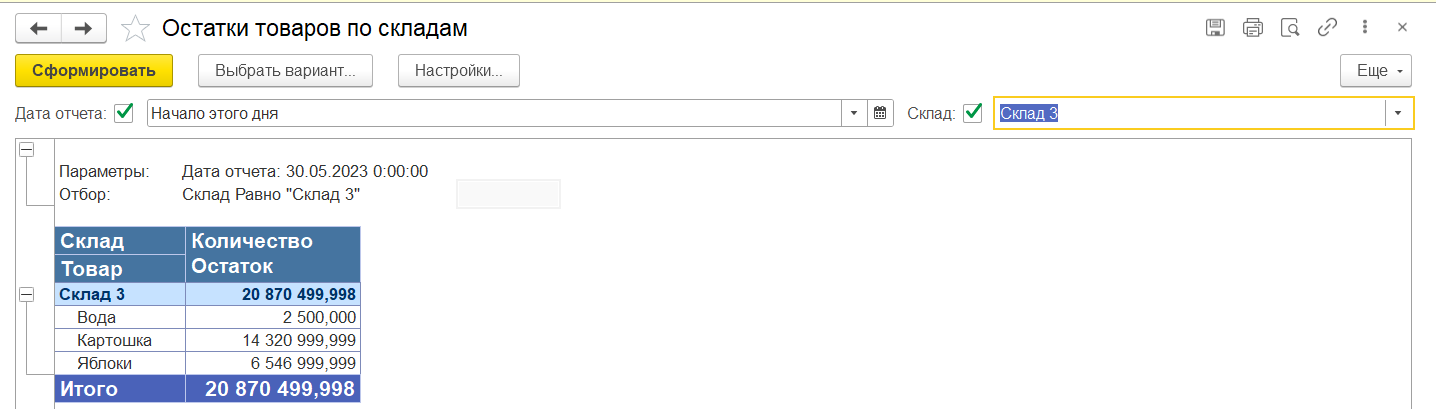 Остатки товаров по складам
Сформировать Выбрать вариант... Настройки... Еще
Дата отчета: Начало этого дня Склад: Склад 3
Параметры: Дата отчета: 30.05.2023 0:00:00
Отбор: Склад Равно "Склад 3"
Склад Количество
Товар Остаток
Склад 3 20 870 499,998
Вода 2 500,000
Картошка 14 320 999,999
Яблоки 6 546 999,999
Итого 20 870 499,998